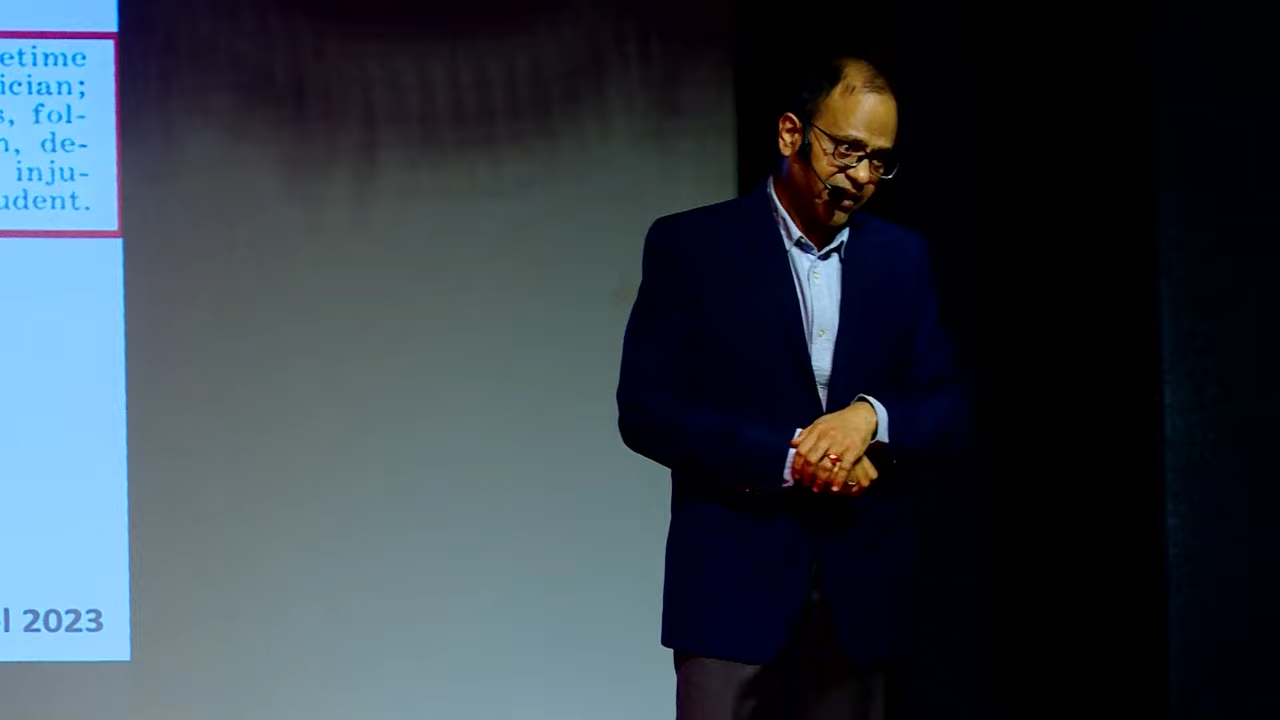 etime
ician;
s, fol-
n, de-
inju-
udent.
l 2023